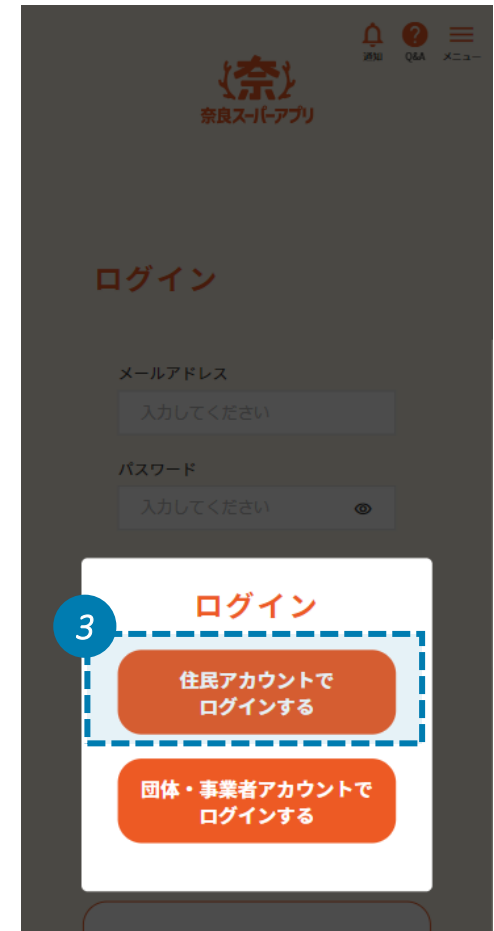 通知 Q&A メニュー
奈
奈良スーパーアプリ
ログイン
メールアドレス
入力してください
パスワード
入力してください
ログイン
3
住民アカウントで
ログインする
団体・事業者アカウントで
ログインする